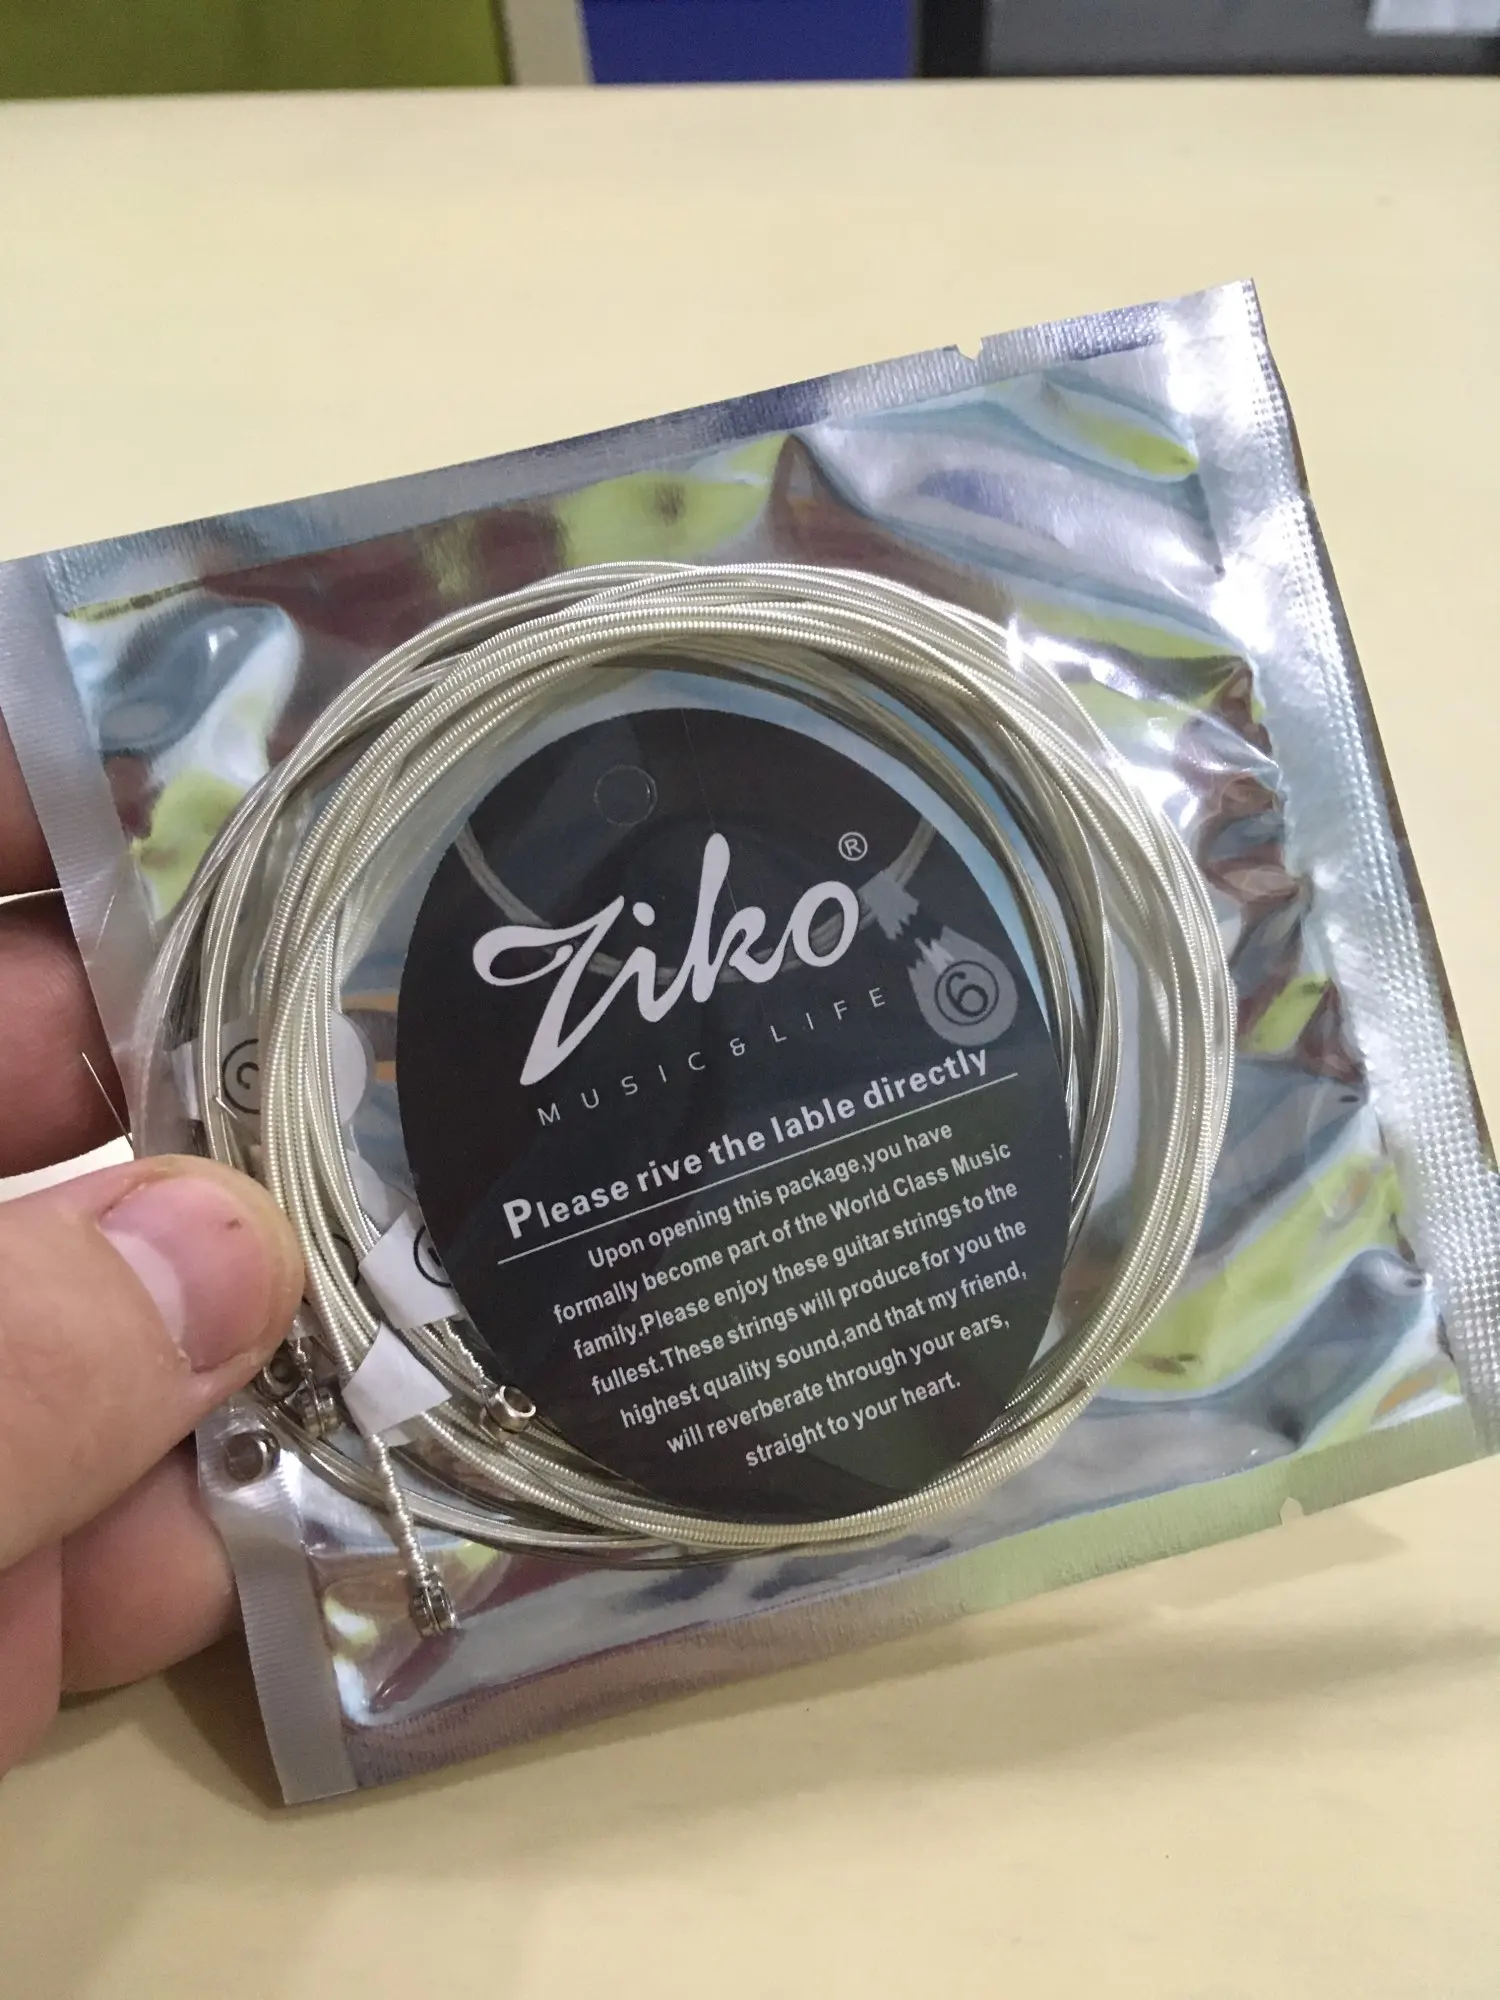 Ziko®
MUSIC & LIFE
6
Please rive the lable directly
Upon opening this package,you have
formally become part of the World Class Music
family.Please enjoy these guitar strings to the
fullest.These strings will produce for you the
highest quality sound,and that my friend,
will reverberate through your ears,
straight to your heart.